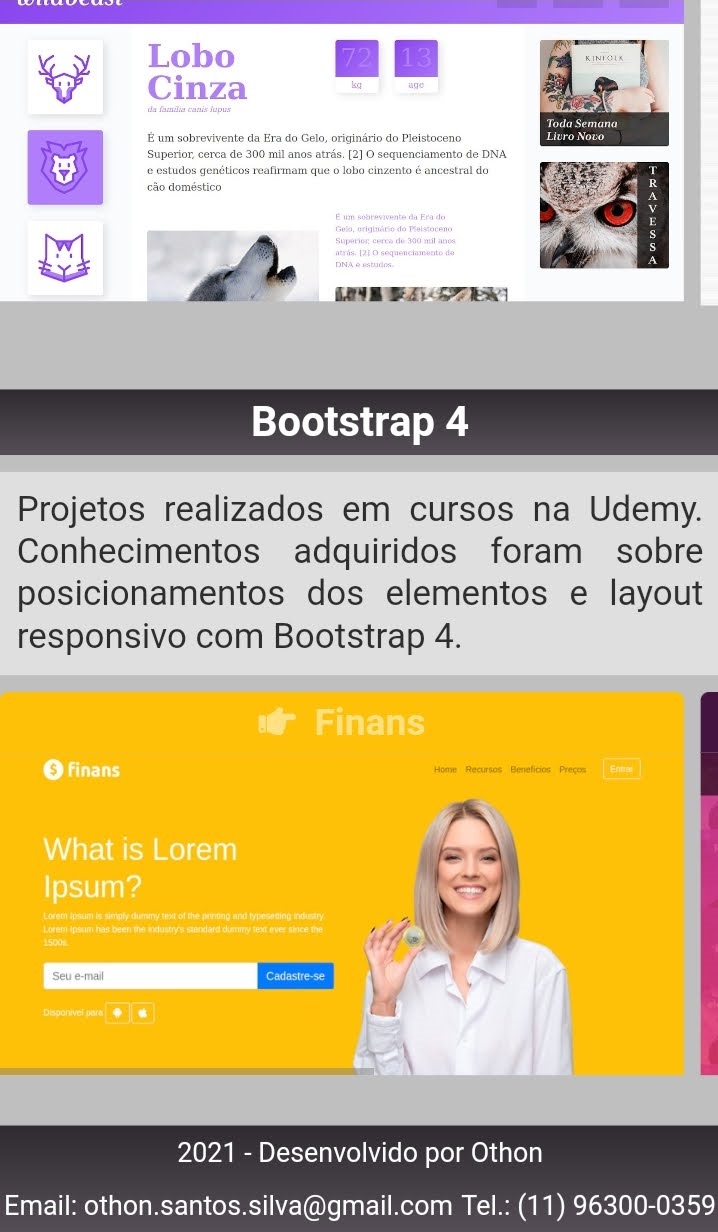 wildbeast
Lobo
Cinza
da família canis lupus
72
kg
13
age
É um sobrevivente da Era do Gelo, originário do Pleistoceno
Superior, cerca de 300 mil anos atrás. [2] O sequenciamento de DNA
e estudos genéticos reafirmam que o lobo cinzento é ancestral do
cão doméstico
É um sobrevivente da Era do
Gelo, originário do Pleistoceno
Superior, cerca de 300 mil anos
atrás. [2] O sequenciamento de
DNA e estudos.
KINFOLK
Toda Semana
Livro Novo
TRAVESSA
Bootstrap 4
Projetos realizados em cursos na Udemy.
Conhecimentos adquiridos foram sobre
posicionamentos dos elementos e layout
responsivo com Bootstrap 4.
Finans
$ finans
Home Recursos Benefícios Preços Entrar
What is Lorem
Ipsum?
Lorem Ipsum is simply dummy text of the printing and typesetting industry.
Lorem Ipsum has been the industry's standard dummy text ever since the
1500s.
Seu e-mail Cadastre-se
Disponível para
2021 - Desenvolvido por Othon
Email: othon.santos.silva@gmail.com Tel.: (11) 96300-0359